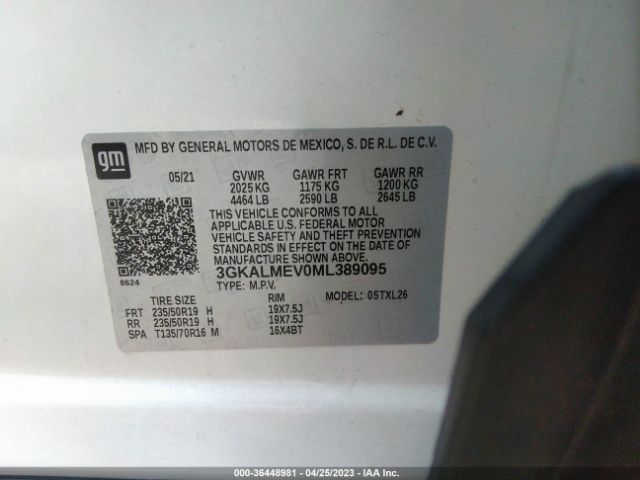 gm
MFD BY GENERAL MOTORS DE MEXICO, S. DE R.L. DE C.V.
05/21 GVWR GAWR FRT GAWR RR
2025 KG 1175 KG 1200 KG
4464 LB 2590 LB 2645 LB
THIS VEHICLE CONFORMS TO ALL
APPLICABLE U.S. FEDERAL MOTOR
VEHICLE SAFETY AND THEFT PREVENTION
STANDARDS IN EFFECT ON THE DATE OF
MANUFACTURE SHOWN ABOVE.
8624
3GKALMEV0ML389095
TYPE: M.P.V. MODEL: 05TXL26
TIRE SIZE RIM
FRT 235/50R19 H 19X7.5J
RR 235/50R19 H 19X7.5J
SPA T135/70R16 M 16X4BT
000-36448981 - 04/25/2023 - IAA Inc.